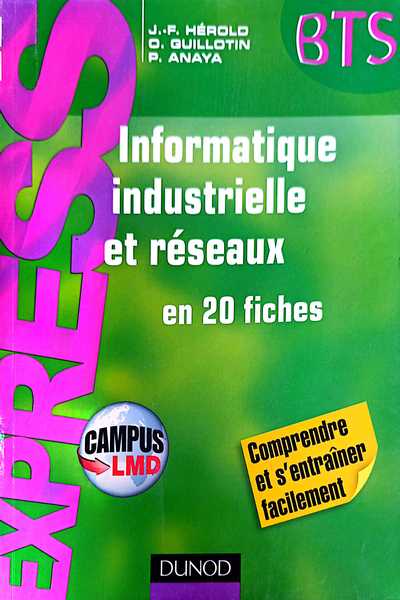 J.-F. HÉROLD
O. GUILLOTIN
P. ANAYA
BTS
EXPRESS
Informatique
industrielle
et réseaux
en 20 fiches
CAMPUS
LMD
Comprendre
et s'entraîner
facilement
DUNOD